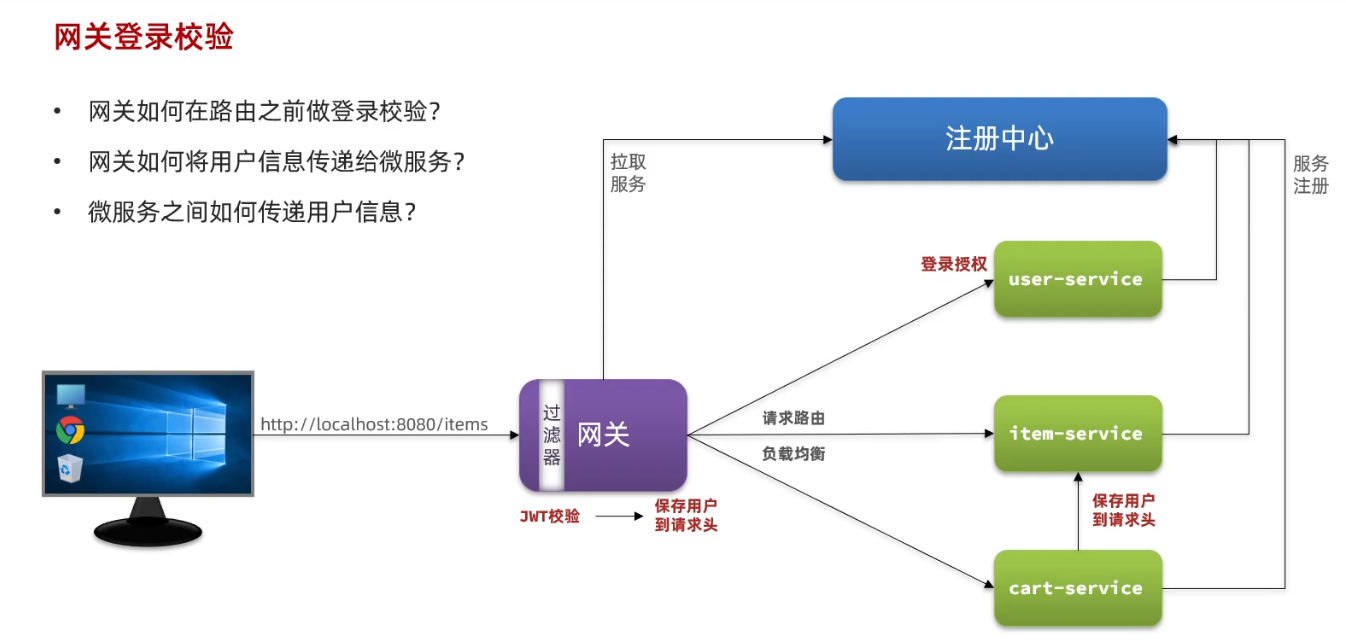 网关登录校验
• 网关如何在路由之前做登录校验?
• 网关如何将用户信息传递给微服务?
• 微服务之间如何传递用户信息?
注册中心
拉取
服务
服务
注册
登录授权
user-service
http://localhost:8080/items
过
滤
器
网关
请求路由
负载均衡
item-service
JWT校验
保存用户
到请求头
保存用户
到请求头
cart-service